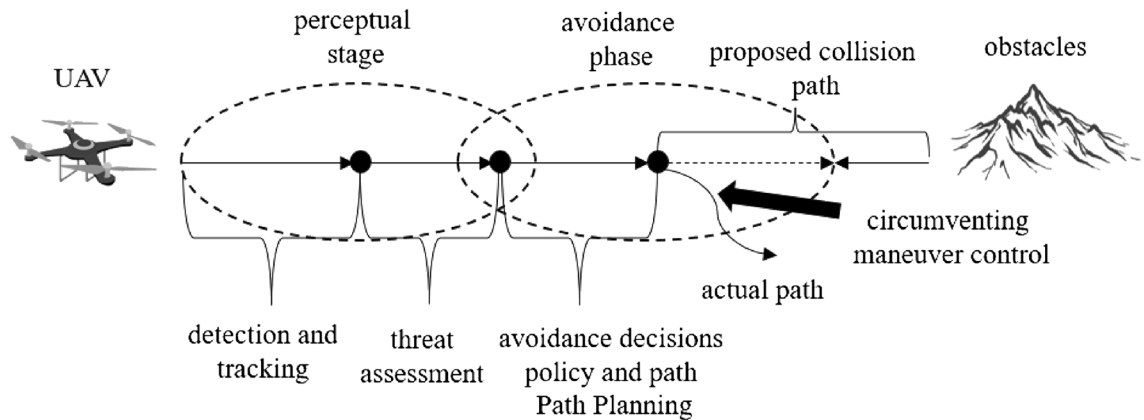 UAV
perceptual
stage
avoidance
phase
proposed collision
path
obstacles
circumventing
maneuver control
actual path
detection and
tracking
threat
assessment
avoidance decisions
policy and path
Path Planning